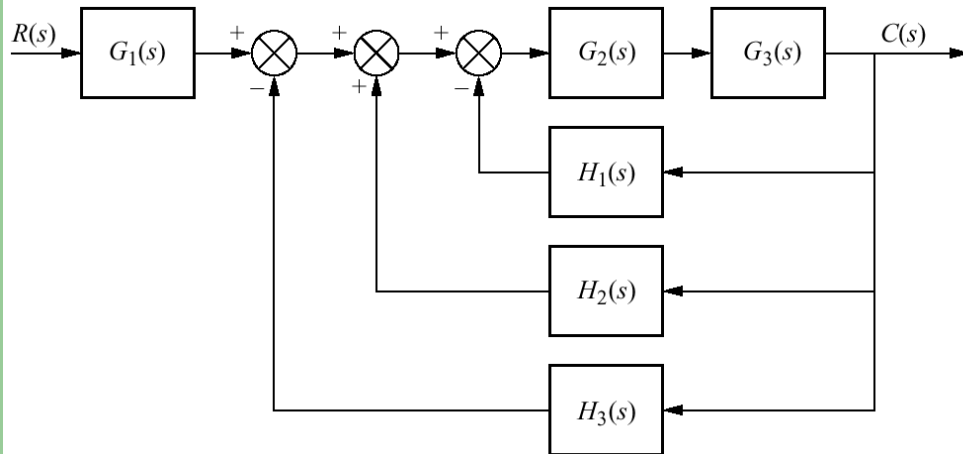 R(s)
G₁(s)
+
−
+
+
+
−
G₂(s)
G₃(s)
C(s)
H₁(s)
H₂(s)
H₃(s)